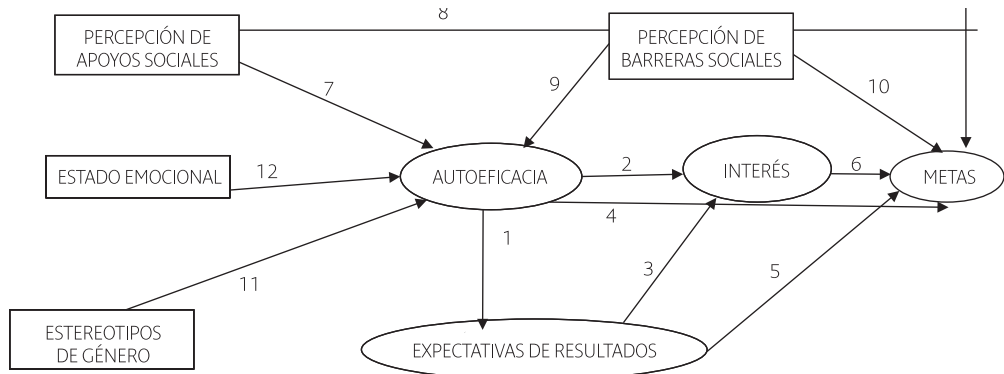 8
PERCEPCIÓN DE
APOYOS SOCIALES
PERCEPCIÓN DE
BARRERAS SOCIALES
7
9
10
ESTADO EMOCIONAL
12
AUTOEFICACIA
2
INTERÉS
6
METAS
4
1
3
5
11
ESTEREOTIPOS
DE GÉNERO
EXPECTATIVAS DE RESULTADOS